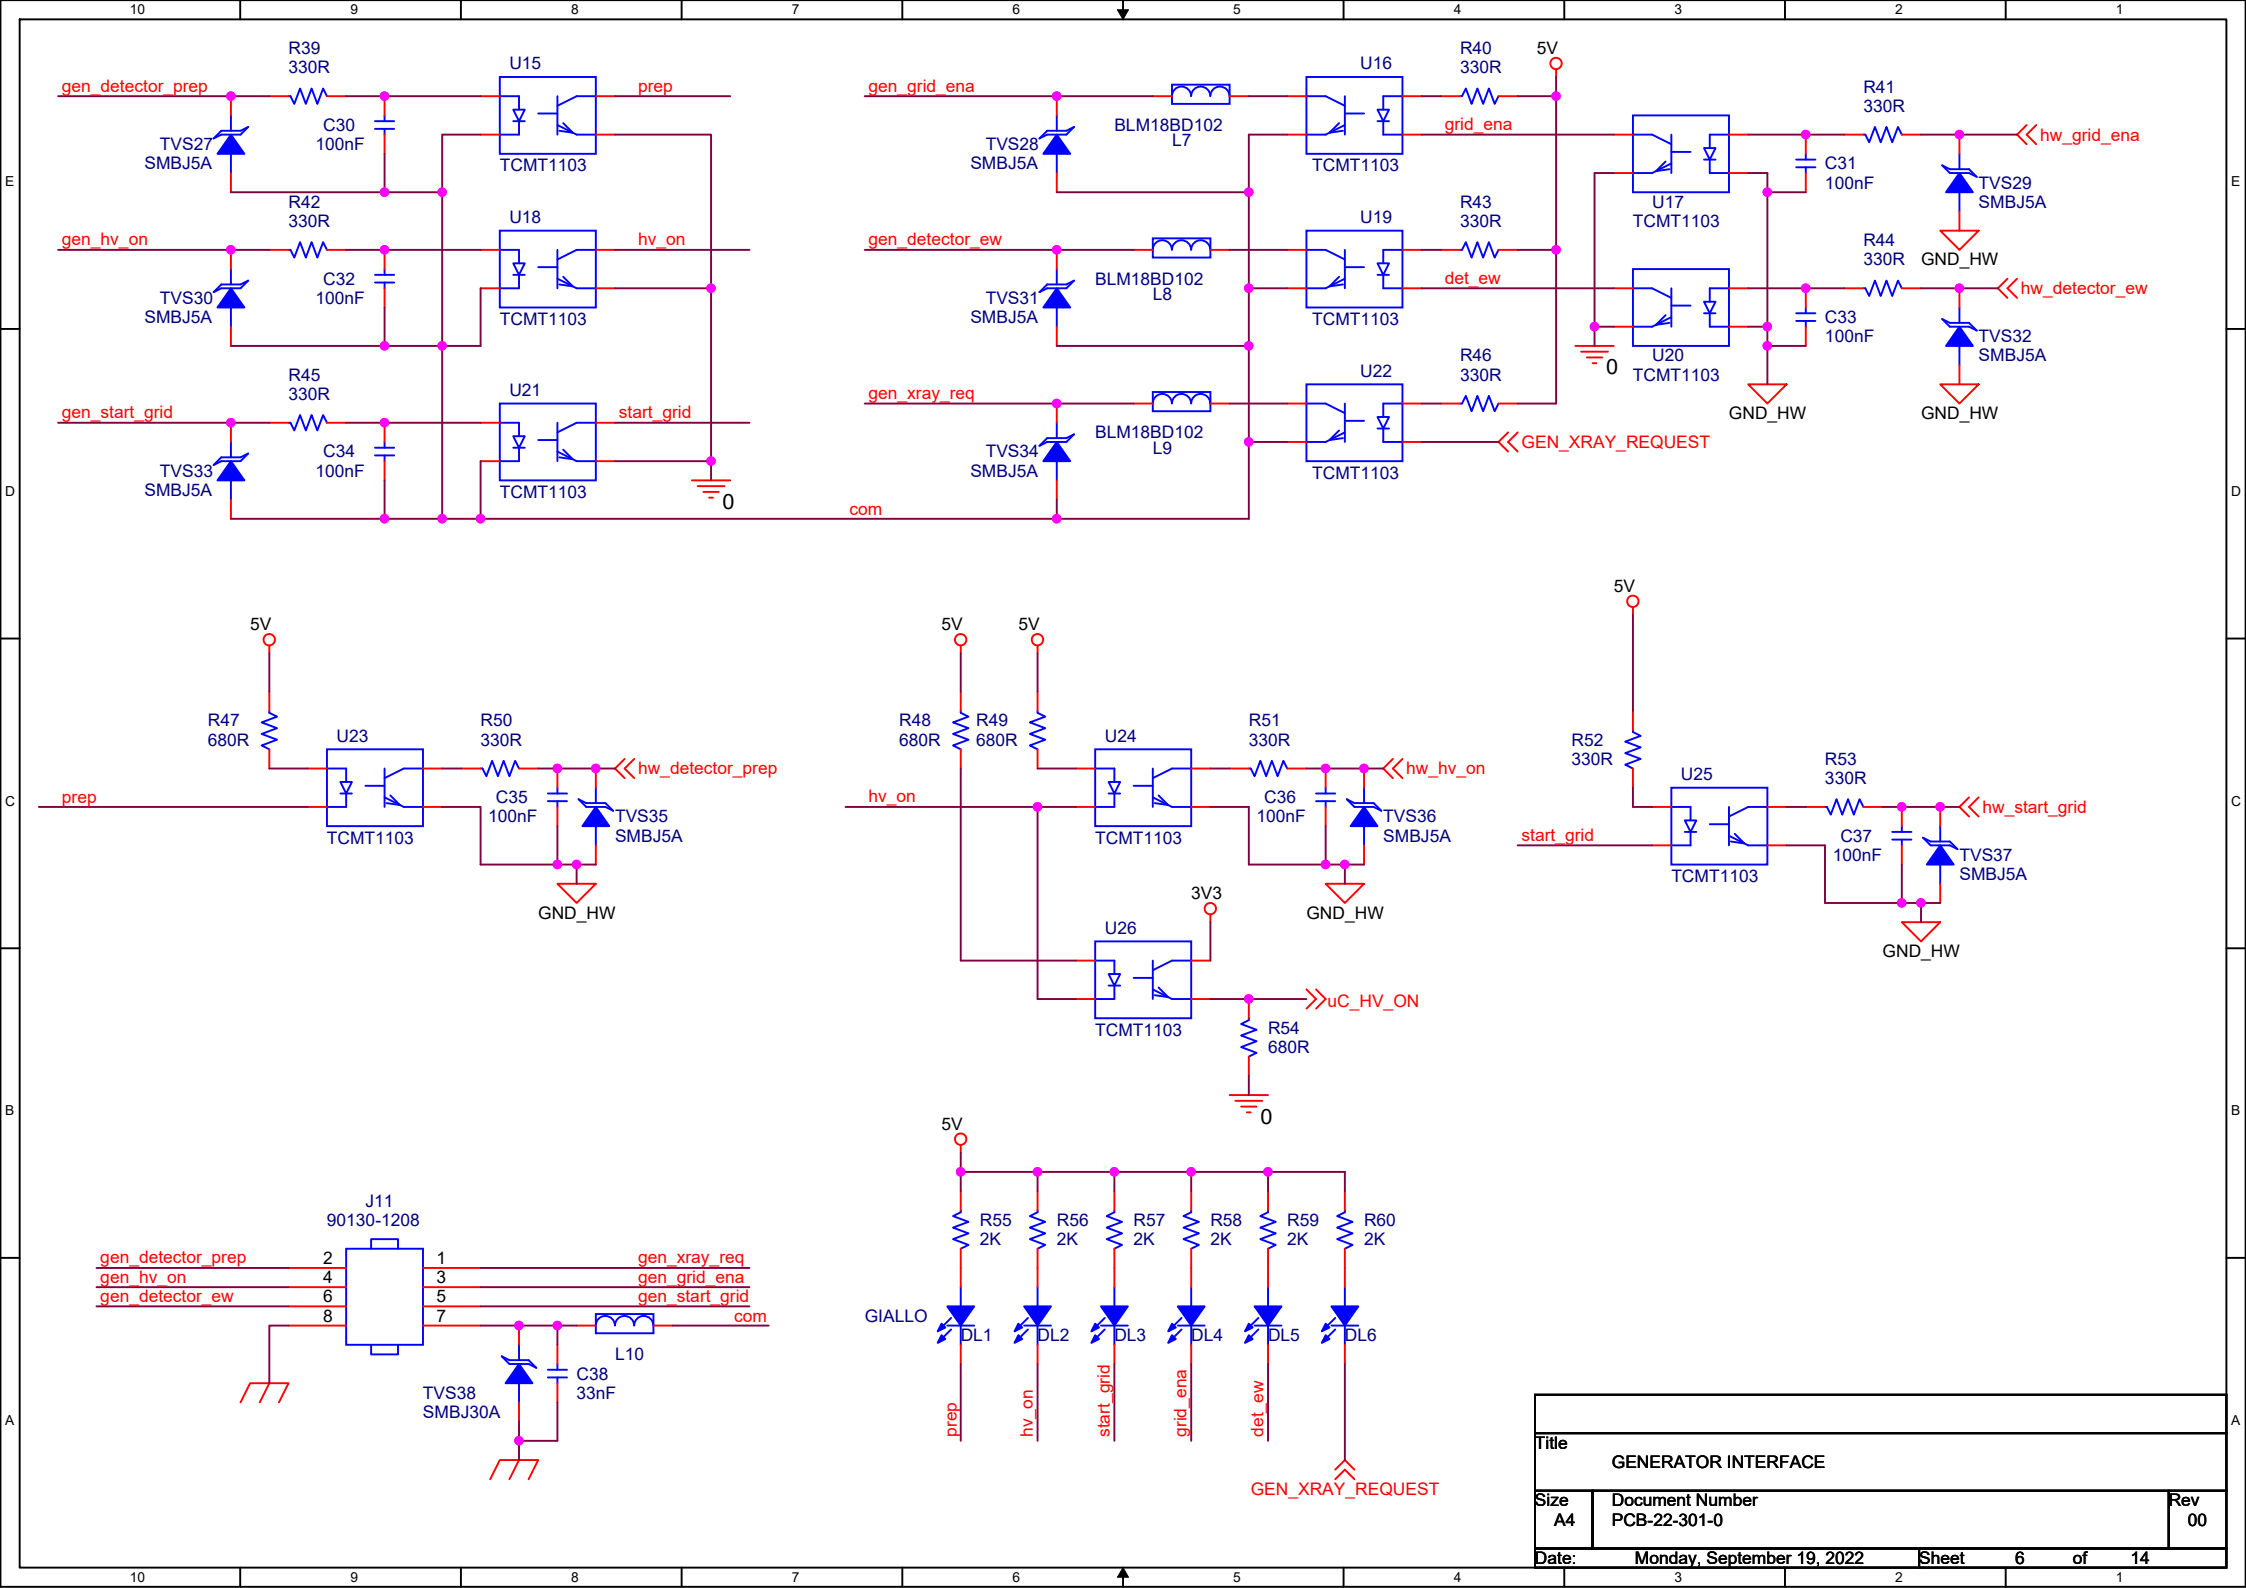 10 9 8 7 6 5 4 3 2 1
R39
330R
U15
gen_detector_prep
prep
C30
100nF
TVS27
SMBJ5A
TCMT1103
R42
330R
U18
gen_hv_on
hv_on
C32
100nF
TVS30
SMBJ5A
TCMT1103
R45
330R
U21
gen_start_grid
start_grid
C34
100nF
TVS33
SMBJ5A
TCMT1103
0
com
gen_grid_ena
BLM18BD102
L7
TVS28
SMBJ5A
U16
TCMT1103
R40
330R
5V
grid_ena
gen_detector_ew
BLM18BD102
L8
TVS31
SMBJ5A
U19
TCMT1103
R43
330R
det_ew
gen_xray_req
BLM18BD102
L9
TVS34
SMBJ5A
U22
TCMT1103
R46
330R
GEN_XRAY_REQUEST
U17
TCMT1103
R41
330R
hw_grid_ena
C31
100nF
TVS29
SMBJ5A
GND_HW
U20
TCMT1103
0
R44
330R
hw_detector_ew
C33
100nF
TVS32
SMBJ5A
GND_HW
GND_HW
E
E
D
D
5V
R47
680R
U23
prep
TCMT1103
R50
330R
hw_detector_prep
C35
100nF
TVS35
SMBJ5A
GND_HW
5V
5V
R48
680R
R49
680R
U24
hv_on
TCMT1103
R51
330R
hw_hv_on
C36
100nF
TVS36
SMBJ5A
GND_HW
3V3
U26
TCMT1103
uC_HV_ON
R54
680R
0
5V
R52
330R
U25
start_grid
TCMT1103
R53
330R
hw_start_grid
C37
100nF
TVS37
SMBJ5A
GND_HW
C
C
B
B
J11
90130-1208
gen_detector_prep 2 1 gen_xray_req
gen_hv_on 4 3 gen_grid_ena
gen_detector_ew 6 5 gen_start_grid
8 7 com
L10
TVS38
SMBJ30A
C38
33nF
5V
R55
2K
R56
2K
R57
2K
R58
2K
R59
2K
R60
2K
GIALLO
DL1
DL2
DL3
DL4
DL5
DL6
prep
hv_on
start_grid
grid_ena
det_ew
GEN_XRAY_REQUEST
A
A
Title
GENERATOR INTERFACE
Size
A4
Document Number
PCB-22-301-0
Rev
00
Date: Monday, September 19, 2022 Sheet 6 of 14
10 9 8 7 6 5 4 3 2 1